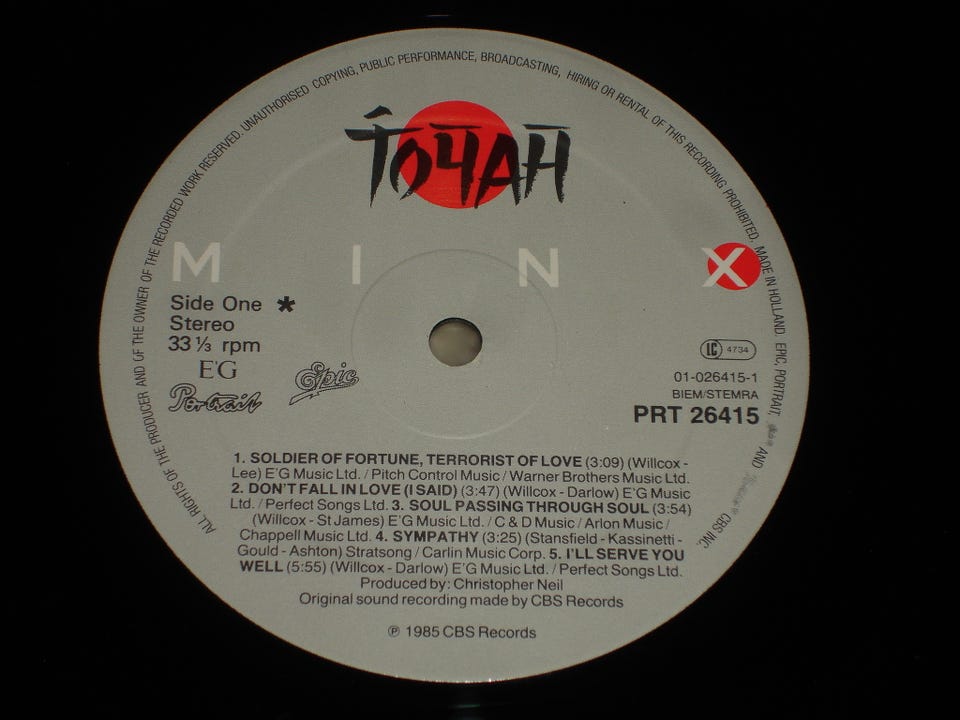 ALL RIGHTS OF THE PRODUCER AND OF THE OWNER OF THE RECORDED WORK RESERVED. UNAUTHORISED COPYING, PUBLIC PERFORMANCE, BROADCASTING, HIRING OR RENTAL OF THIS RECORDING PROHIBITED. MADE IN HOLLAND. EPIC, PORTRAIT, AND CBS INC.
TOYAH
MINX
Side One *
Stereo
33 ⅓ rpm
E'G
Portrait Epic
LC 4734
01-026415-1
BIEM/STEMRA
PRT 26415
1. SOLDIER OF FORTUNE, TERRORIST OF LOVE (3:09) (Willcox -
Lee) E'G Music Ltd. / Pitch Control Music / Warner Brothers Music Ltd.
2. DON'T FALL IN LOVE (I SAID) (3:47) (Willcox - Darlow) E'G Music
Ltd. / Perfect Songs Ltd. 3. SOUL PASSING THROUGH SOUL (3:54)
(Willcox - St James) E'G Music Ltd. / C & D Music / Arlon Music /
Chappell Music Ltd. 4. SYMPATHY (3:25) (Stansfield - Kassinetti -
Gould - Ashton) Stratsong / Carlin Music Corp. 5. I'LL SERVE YOU
WELL (5:55) (Willcox - Darlow) E'G Music Ltd. / Perfect Songs Ltd.
Produced by: Christopher Neil
Original sound recording made by CBS Records
℗ 1985 CBS Records